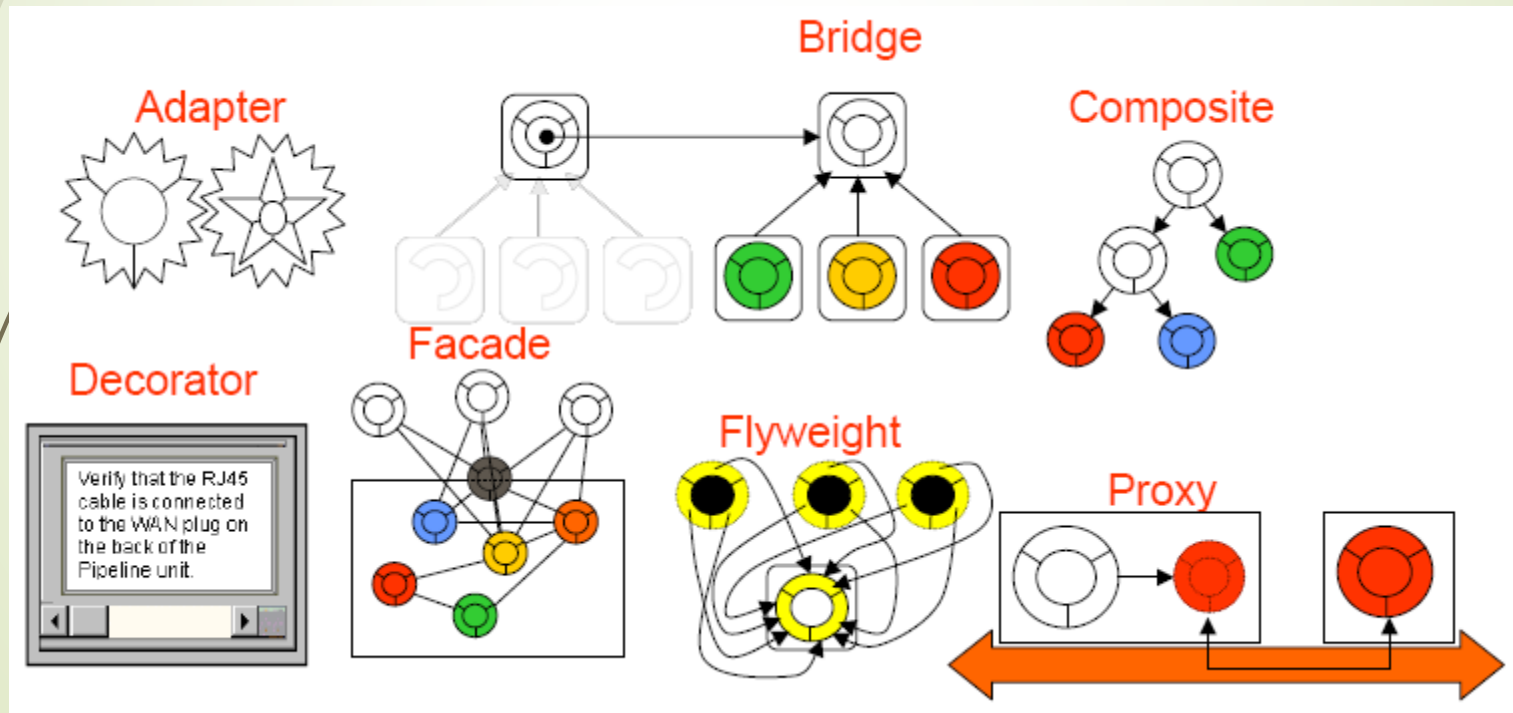 Bridge
Adapter
Composite
Facade
Decorator
Flyweight
Verify that the RJ45
cable is connected
to the WAN plug on
the back of the
Pipeline unit.
Proxy